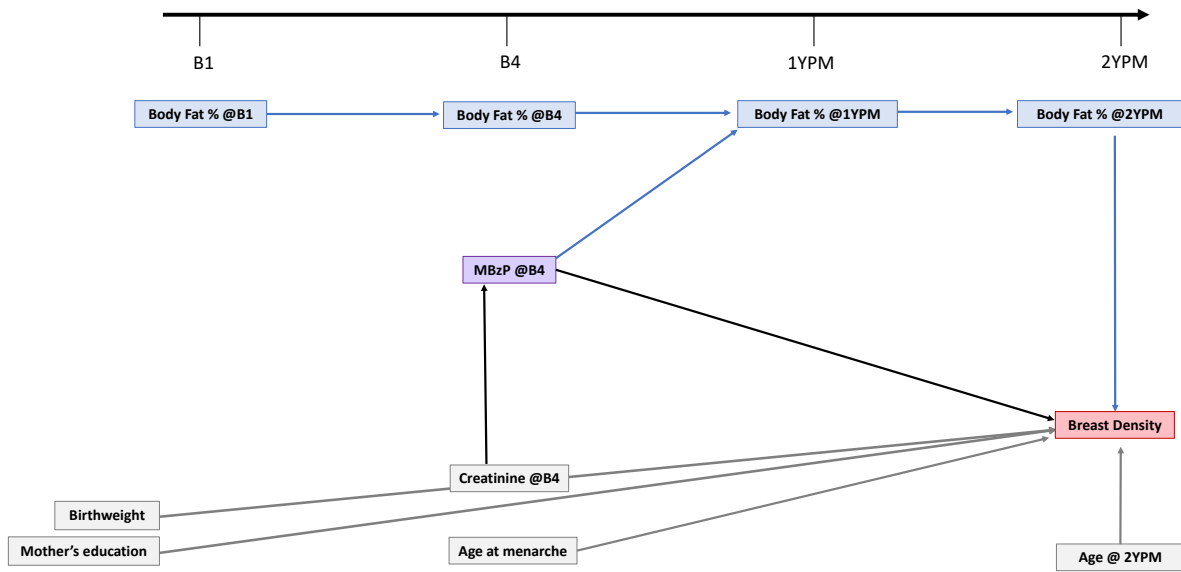 B1
B4
1YPM
2YPM
Body Fat % @B1
Body Fat % @B4
Body Fat % @1YPM
Body Fat % @2YPM
MBzP @B4
Breast Density
Creatinine @B4
Birthweight
Mother’s education
Age at menarche
Age @ 2YPM